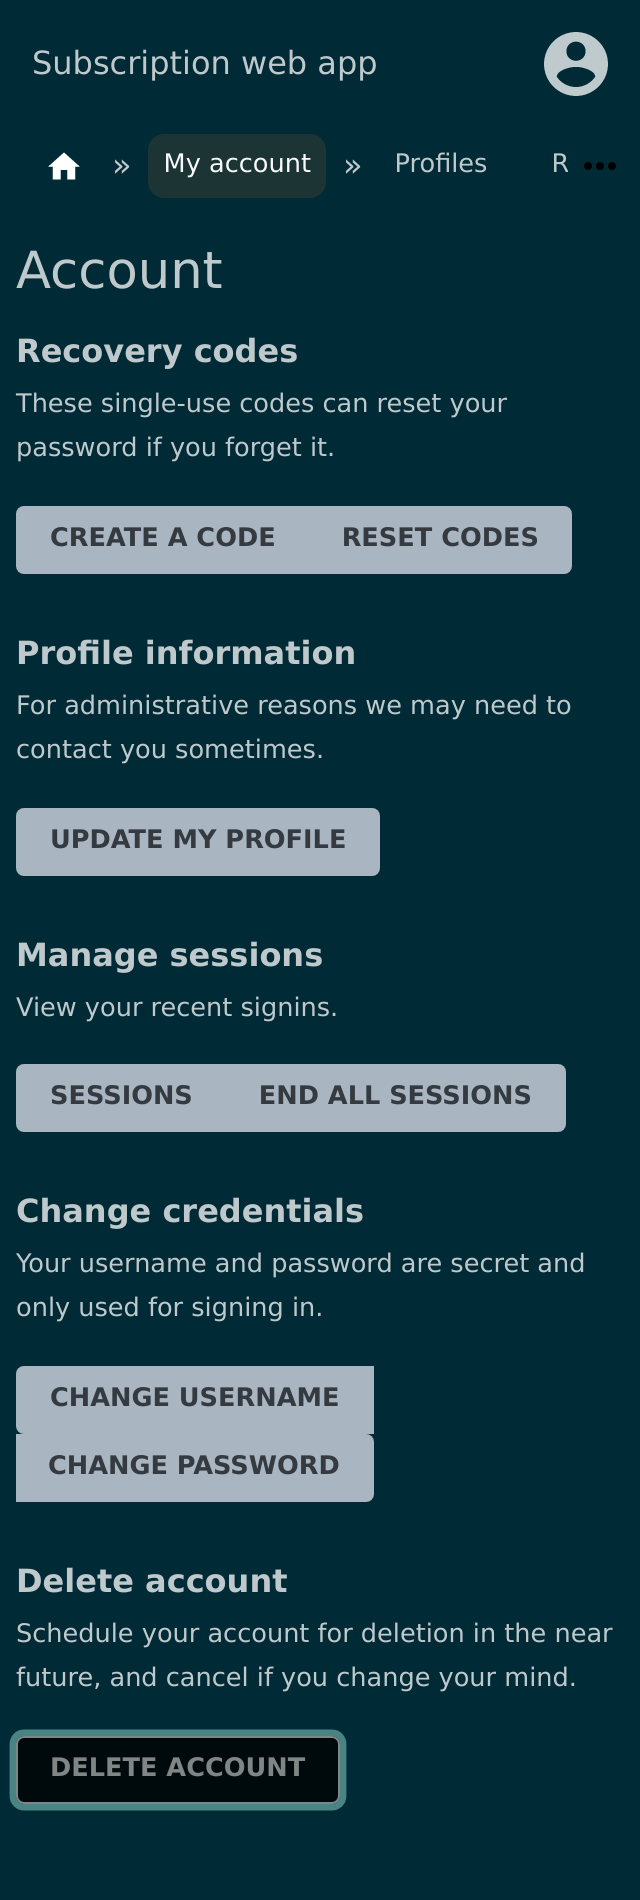 Subscription web app
» My account » Profiles R
Account
Recovery codes
These single-use codes can reset your
password if you forget it.
CREATE A CODE RESET CODES
Profile information
For administrative reasons we may need to
contact you sometimes.
UPDATE MY PROFILE
Manage sessions
View your recent signins.
SESSIONS END ALL SESSIONS
Change credentials
Your username and password are secret and
only used for signing in.
CHANGE USERNAME
CHANGE PASSWORD
Delete account
Schedule your account for deletion in the near
future, and cancel if you change your mind.
DELETE ACCOUNT